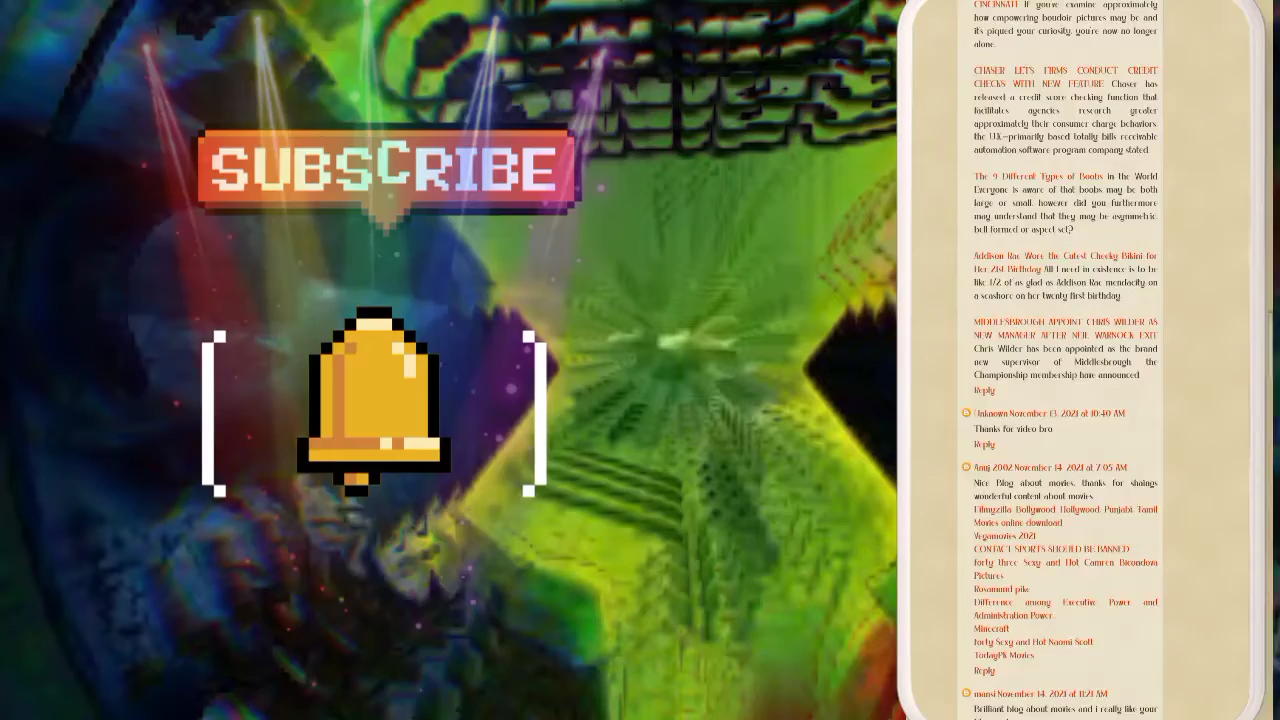 SUBSCRIBE
CINCINNATI If you've examine approximately
how empowering boudoir pictures may be and
it's piqued your curiosity, you're now no longer
alone.
CHASER LET'S FIRMS CONDUCT CREDIT
CHECKS WITH NEW FEATURE Chaser has
released a credit score checking function that
facilitates agencies research greater
approximately their consumer charge behaviors,
the U.K.-primarily based totally bills receivable
automation software program company stated.
The 9 Different Types of Boobs in the World
Everyone is aware of that boobs may be both
large or small, however did you furthermore
may understand that they may be asymmetric,
bell formed or aspect set?
Addison Rae Wore the Cutest Cheeky Bikini for
Her 21st Birthday All I need in existence is to be
like 1/2 of as glad as Addison Rae mendacity on
a seashore on her twenty first birthday.
MIDDLESBROUGH APPOINT CHRIS WILDER AS
NEW MANAGER AFTER NEIL WARNOCK EXIT
Chris Wilder has been appointed as the brand
new supervisor of Middlesbrough the
Championship membership have announced.
Reply
Unknown November 13, 2021 at 10:40 AM
Thanks for video bro
Reply
Anuj 2002 November 14, 2021 at 7:05 AM
Nice Blog about movies, thanks for shaings
wonderful content about movies
Filmyzilla Bollywood Hollywood Punjabi Tamil
Movies online download
Vegamovies 2021
CONTACT SPORTS SHOULD BE BANNED
forty three Sexy and Hot Camren Bicondova
Pictures
Rosamund pike
Difference among Executive Power and
Administration Power
Minecraft
forty Sexy and Hot Naomi Scott
TodayPk Movies
Reply
mansi November 14, 2021 at 11:21 AM
Brilliant blog about movies and i really like your